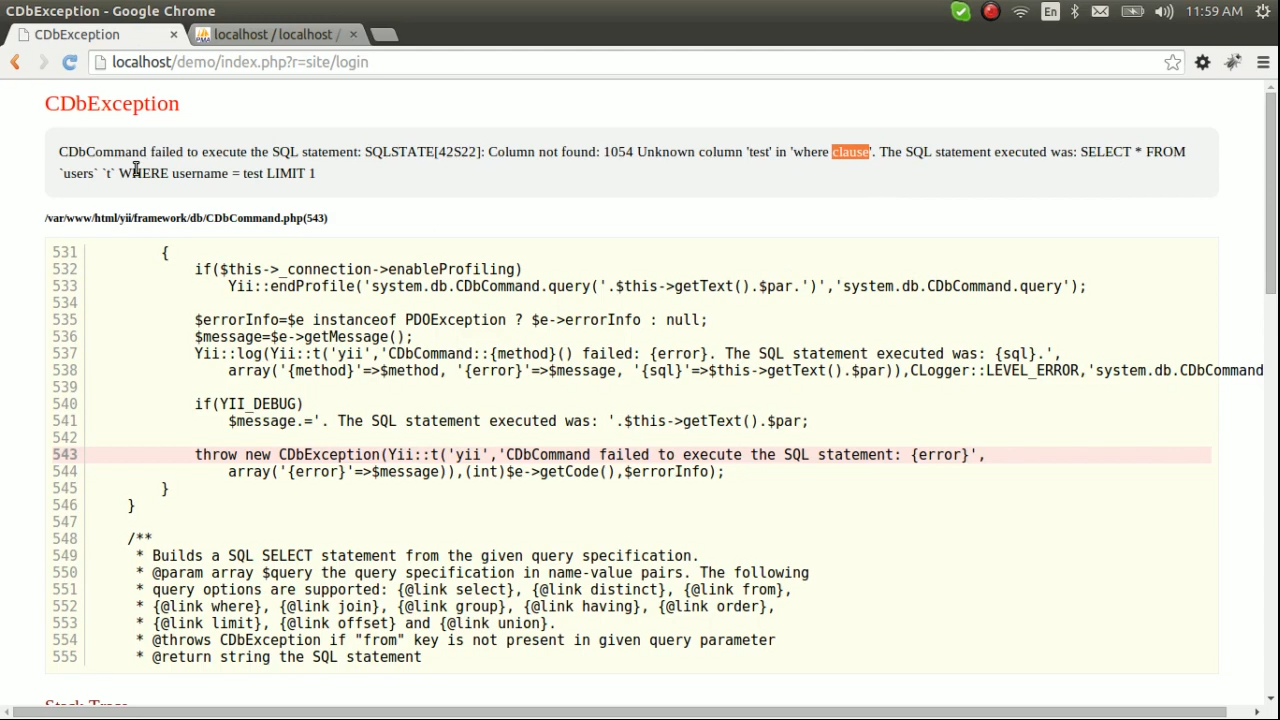 CDbException - Google Chrome
En
11:59 AM
CDbException
localhost / localhost /
localhost/demo/index.php?r=site/login
CDbException
CDbCommand failed to execute the SQL statement: SQLSTATE[42S22]: Column not found: 1054 Unknown column 'test' in 'where clause'. The SQL statement executed was: SELECT * FROM
`users` `t` WHERE username = test LIMIT 1
/var/www/html/yii/framework/db/CDbCommand.php(543)
531 {
532 if($this->_connection->enableProfiling)
533 Yii::endProfile('system.db.CDbCommand.query('.$this->getText().$par.')','system.db.CDbCommand.query');
534
535 $errorInfo=$e instanceof PDOException ? $e->errorInfo : null;
536 $message=$e->getMessage();
537 Yii::log(Yii::t('yii','CDbCommand::{method}() failed: {error}. The SQL statement executed was: {sql}.',
538 array('{method}'=>$method, '{error}'=>$message, '{sql}'=>$this->getText().$par)),CLogger::LEVEL_ERROR,'system.db.CDbCommand
539
540 if(YII_DEBUG)
541 $message.='. The SQL statement executed was: '.$this->getText().$par;
542
543 throw new CDbException(Yii::t('yii','CDbCommand failed to execute the SQL statement: {error}',
544 array('{error}'=>$message)),(int)$e->getCode(),$errorInfo);
545 }
546 }
547
548 /**
549 * Builds a SQL SELECT statement from the given query specification.
550 * @param array $query the query specification in name-value pairs. The following
551 * query options are supported: {@link select}, {@link distinct}, {@link from},
552 * {@link where}, {@link join}, {@link group}, {@link having}, {@link order},
553 * {@link limit}, {@link offset} and {@link union}.
554 * @throws CDbException if "from" key is not present in given query parameter
555 * @return string the SQL statement
Stack Trace